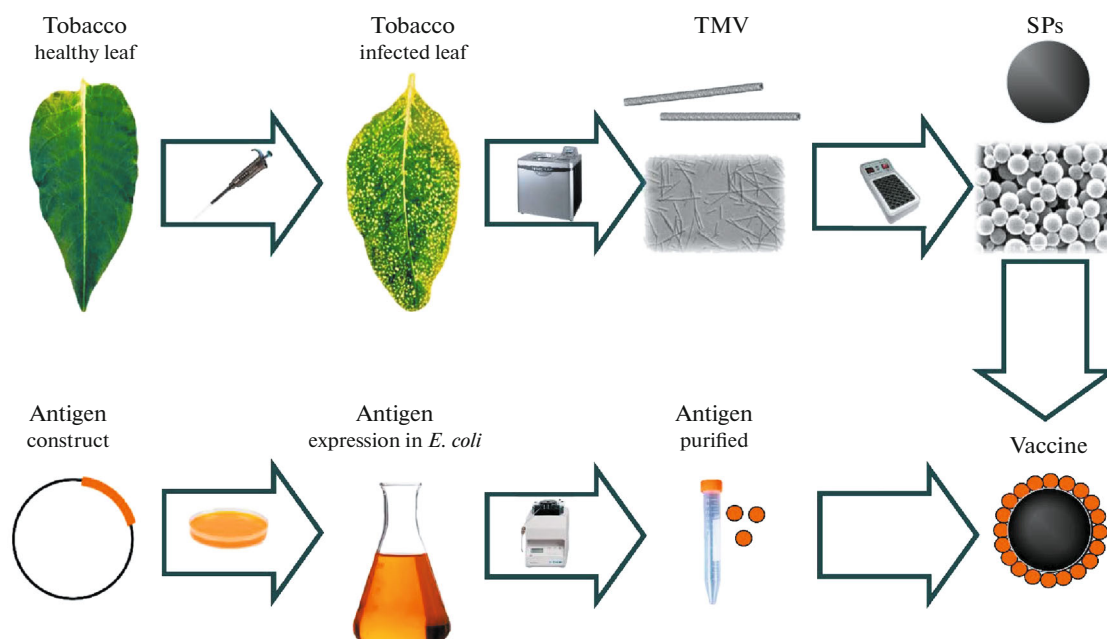 Tobacco
healthy leaf
Tobacco
infected leaf
TMV
SPs
Antigen
construct
Antigen
expression in E. coli
Antigen
purified
Vaccine